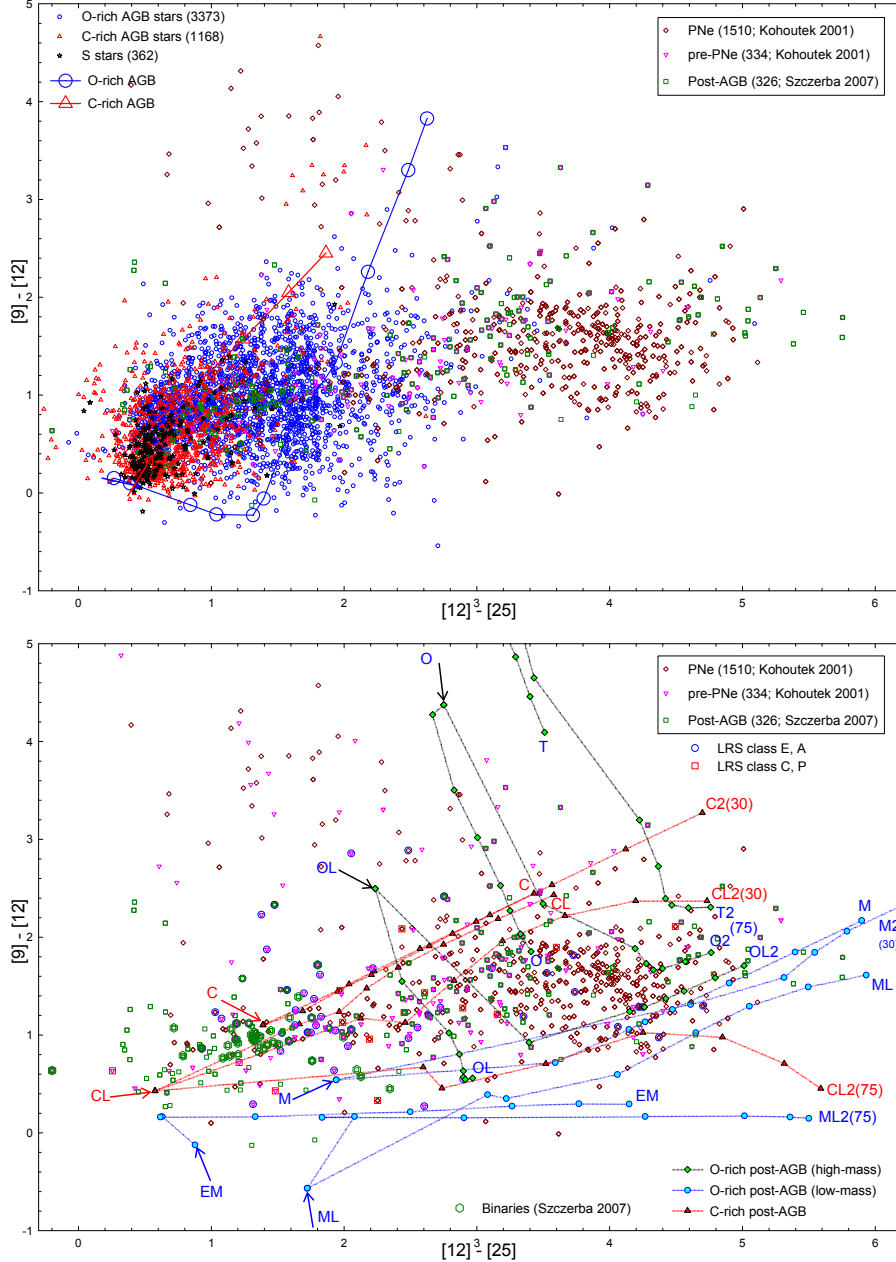 5
4
3
2
1
0
-1
[9] - [12]
O-rich AGB stars (3373)
C-rich AGB stars (1168)
S stars (362)
O-rich AGB
C-rich AGB
PNe (1510; Kohoutek 2001)
pre-PNe (334; Kohoutek 2001)
Post-AGB (326; Szczerba 2007)
0 1 2 3 4 5 6
[12] - [25]
5
4
3
2
1
0
-1
[9] - [12]
PNe (1510; Kohoutek 2001)
pre-PNe (334; Kohoutek 2001)
Post-AGB (326; Szczerba 2007)
LRS class E, A
LRS class C, P
O
T
C2(30)
OL
C
CL
CL2(30)
M
T2
M2
(75)
(30)
O2
O
OL2
C
ML
CL
M
OL
CL2(75)
EM
ML2(75)
EM
ML
O-rich post-AGB (high-mass)
O-rich post-AGB (low-mass)
C-rich post-AGB
Binaries (Szczerba 2007)
0 1 2 3 4 5 6
[12] - [25]